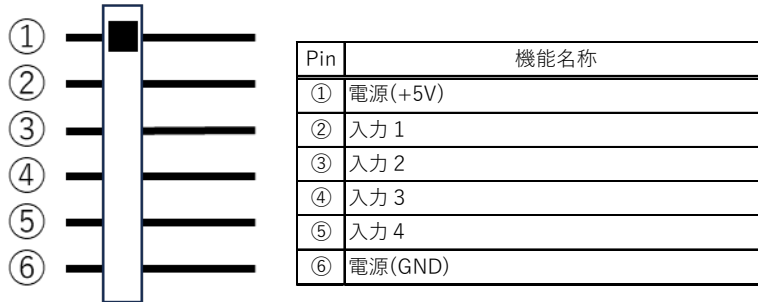 ①
②
③
④
⑤
⑥
Pin 機能名称
① 電源(+5V)
② 入力１
③ 入力２
④ 入力３
⑤ 入力４
⑥ 電源(GND)